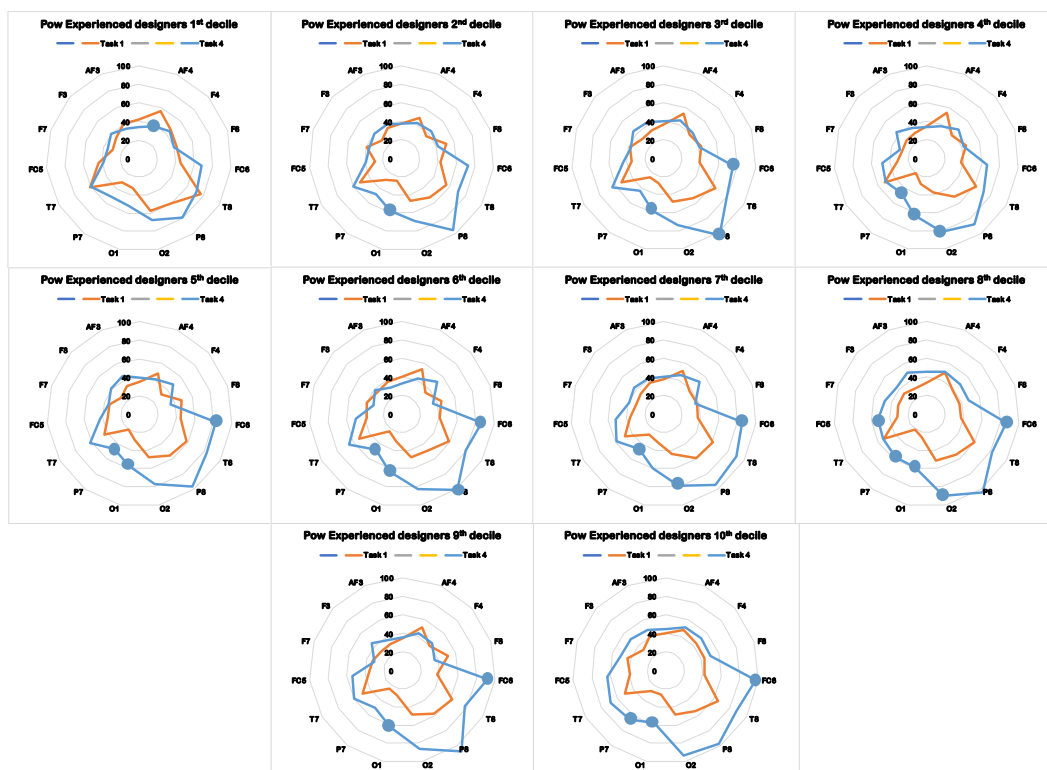 Pow Experienced designers 1st decile
Task 1 Task 4
100
AF3 AF4
80
F3 F4
60
40
F7 F8
20
0
FC5 FC6
T7 T8
P7 P8
O1 O2
Pow Experienced designers 2nd decile
Task 1 Task 4
100
AF3 AF4
80
F3 F4
60
40
F7 F8
20
0
FC5 FC6
T7 T8
P7 P8
O1 O2
Pow Experienced designers 3rd decile
Task 1 Task 4
100
AF3 AF4
80
F3 F4
60
40
F7 F8
20
0
FC5 FC6
T7 T8
P7 8
O1 O2
Pow Experienced designers 4th decile
Task 1 Task 4
100
AF3 AF4
80
F3 F4
60
40
F7 F8
20
0
FC5 FC6
T7 T8
P7 P8
O1 O2
Pow Experienced designers 5th decile
Task 1 Task 4
100
AF3 AF4
80
F3 F4
60
40
F7 F8
20
0
FC5 FC6
T7 T8
P7 P8
O1 O2
Pow Experienced designers 6th decile
Task 1 Task 4
100
AF3 AF4
80
F3 F4
60
40
F7 F8
20
0
FC5 FC6
T7 T8
P7 8
O1 O2
Pow Experienced designers 7th decile
Task 1 Task 4
100
AF3 AF4
80
F3 F4
60
40
F7 F8
20
0
FC5 FC6
T7 T8
P7 P8
O1 O2
Pow Experienced designers 8th decile
Task 1 Task 4
100
AF3 AF4
80
F3 F4
60
40
F7 F8
20
0
FC5 FC6
T7 T8
P7 P8
O1 O2
Pow Experienced designers 9th decile
Task 1 Task 4
100
AF3 AF4
80
F3 F4
60
40
F7 F8
20
0
FC5 FC6
T7 T8
P7 P8
O1 O2
Pow Experienced designers 10th decile
Task 1 Task 4
100
AF3 AF4
80
F3 F4
60
40
F7 F8
20
0
FC5 FC6
T7 T8
P7 P8
O1 O2